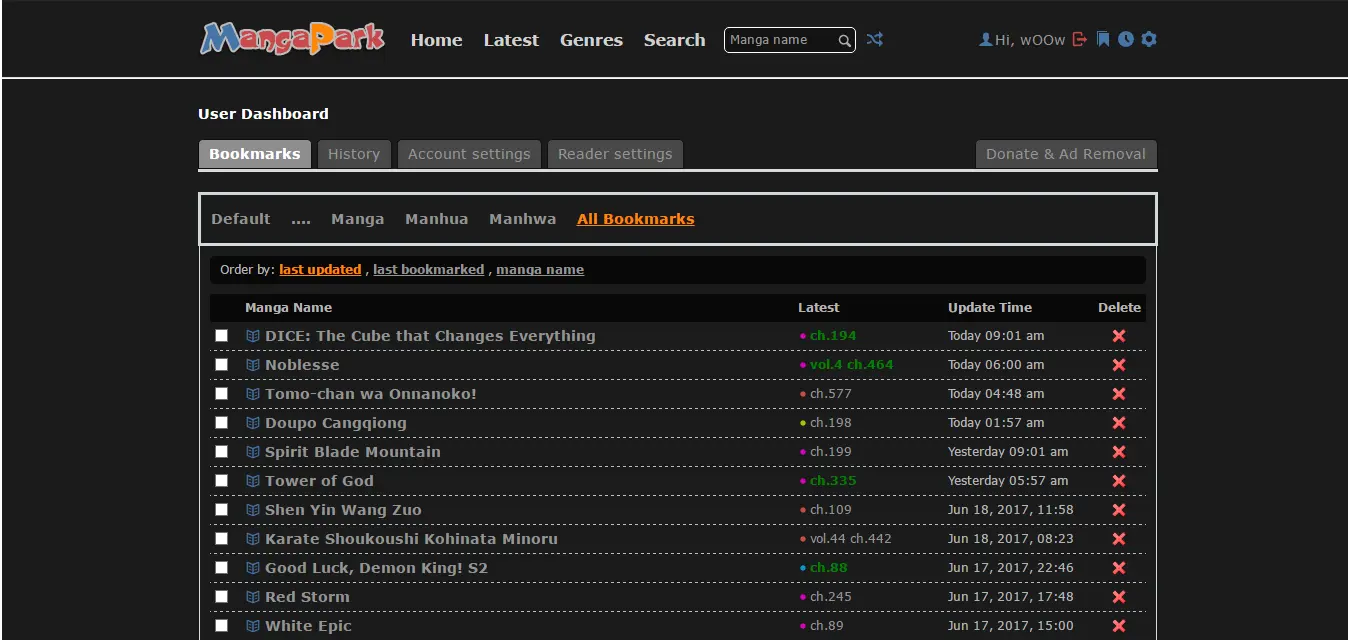 MangaPark Home Latest Genres Search Manga name Hi, wOOw
User Dashboard
Bookmarks History Account settings Reader settings Donate & Ad Removal
Default .... Manga Manhua Manhwa All Bookmarks
Order by: last updated , last bookmarked , manga name
Manga Name Latest Update Time Delete
DICE: The Cube that Changes Everything ch.194 Today 09:01 am
Noblesse vol.4 ch.464 Today 06:00 am
Tomo-chan wa Onnanoko! ch.577 Today 04:48 am
Doupo Cangqiong ch.198 Today 01:57 am
Spirit Blade Mountain ch.199 Yesterday 09:01 am
Tower of God ch.335 Yesterday 05:57 am
Shen Yin Wang Zuo ch.109 Jun 18, 2017, 11:58
Karate Shoukoushi Kohinata Minoru vol.44 ch.442 Jun 18, 2017, 08:23
Good Luck, Demon King! S2 ch.88 Jun 17, 2017, 22:46
Red Storm ch.245 Jun 17, 2017, 17:48
White Epic ch.89 Jun 17, 2017, 15:00